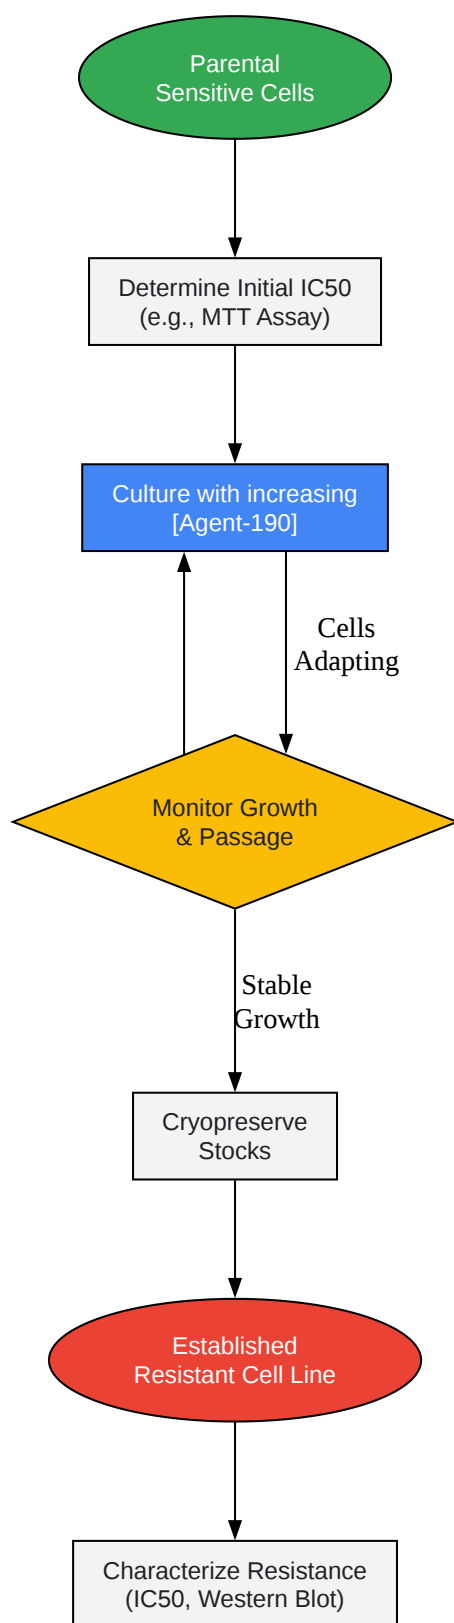 Parental
Sensitive Cells
Determine Initial IC50
(e.g., MTT Assay)
Culture with increasing
[Agent-190]
Cells
Adapting
Monitor Growth
& Passage
Stable
Growth
Cryopreserve
Stocks
Established
Resistant Cell Line
Characterize Resistance
(IC50, Western Blot)